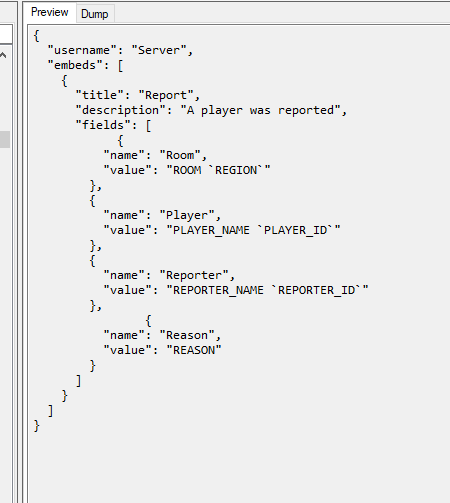 Preview
Dump
{
  "username": "Server",
  "embeds": [
    {
      "title": "Report",
      "description": "A player was reported",
      "fields": [
            {
          "name": "Room",
          "value": "ROOM `REGION`"
        },
        {
          "name": "Player",
          "value": "PLAYER_NAME `PLAYER_ID`"
        },
        {
          "name": "Reporter",
          "value": "REPORTER_NAME `REPORTER_ID`"
        },
                {
          "name": "Reason",
          "value": "REASON"
        }
      ]
    }
  ]
}